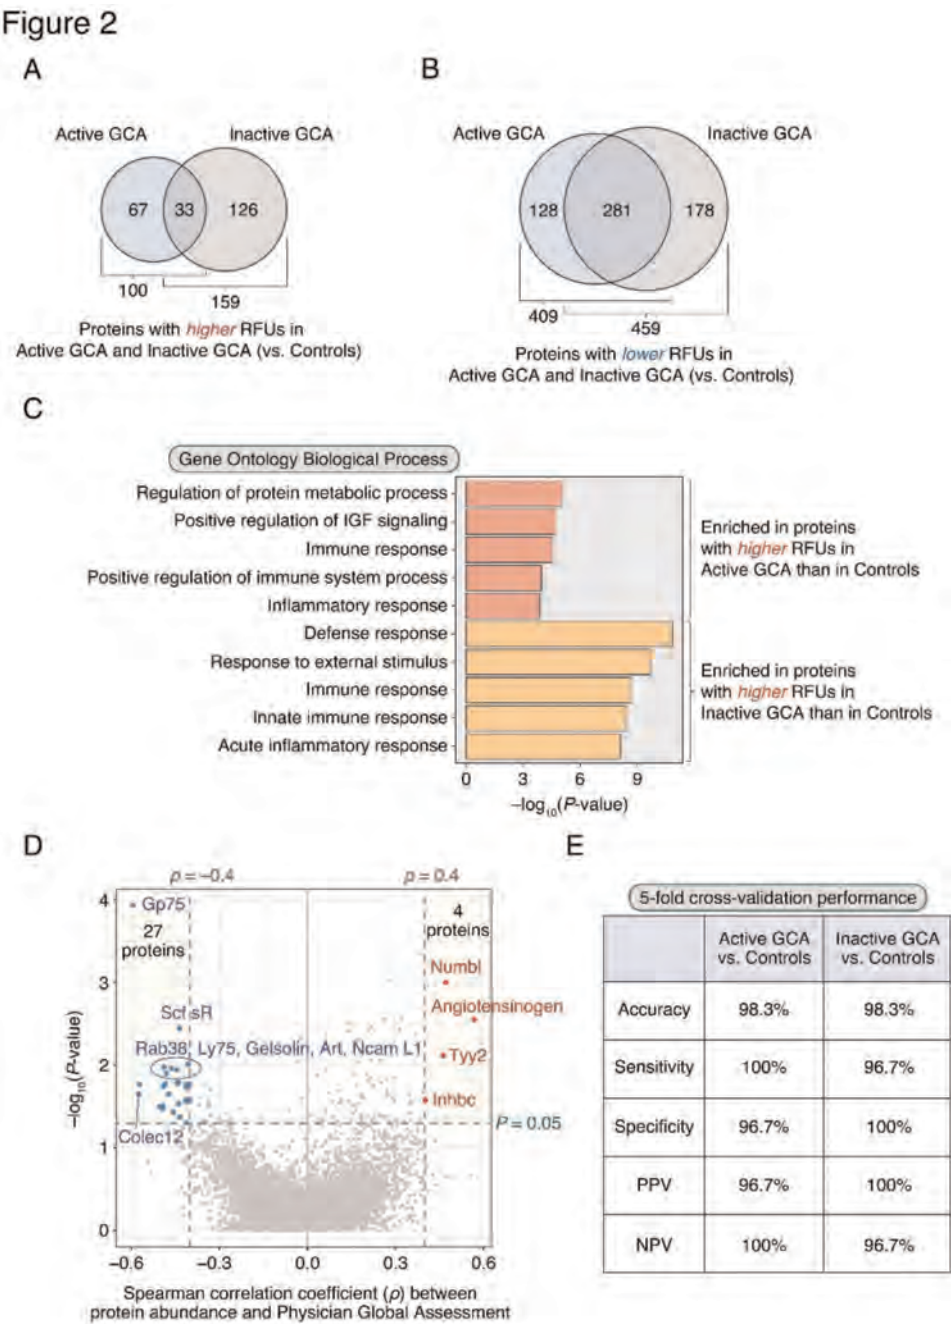 Figure 2
A
Active GCA
Inactive GCA
67
33
126
100
159
Proteins with higher RFUs in
Active GCA and Inactive GCA (vs. Controls)
B
Active GCA
Inactive GCA
128
281
178
409
459
Proteins with lower RFUs in
Active GCA and Inactive GCA (vs. Controls)
C
Gene Ontology Biological Process
Regulation of protein metabolic process
Positive regulation of IGF signaling
Immune response
Positive regulation of immune system process
Inflammatory response
Defense response
Response to external stimulus
Immune response
Innate immune response
Acute inflammatory response
0 3 6 9
−log₁₀(P-value)
Enriched in proteins
with higher RFUs in
Active GCA than in Controls
Enriched in proteins
with higher RFUs in
Inactive GCA than in Controls
D
ρ = −0.4
ρ = 0.4
4
3
2
1
0
−log₁₀(P-value)
Gp75
27
proteins
4
proteins
Numbl
Angiotensinogen
Scf sR
Rab38, Ly75, Gelsolin, Art, Ncam L1
Tyy2
Inhbc
Colec12
P = 0.05
−0.6 −0.3 0.0 0.3 0.6
Spearman correlation coefficient (ρ) between
protein abundance and Physician Global Assessment
E
5-fold cross-validation performance
Active GCA
vs. Controls
Inactive GCA
vs. Controls
Accuracy 98.3% 98.3%
Sensitivity 100% 96.7%
Specificity 96.7% 100%
PPV 96.7% 100%
NPV 100% 96.7%